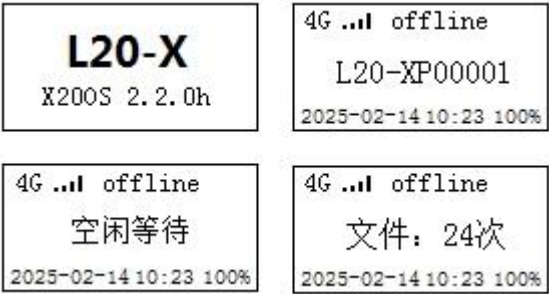 L20-X
X200S 2.2.0h
4G offline
L20-XP00001
2025-02-14 10:23 100%
4G offline
空闲等待
2025-02-14 10:23 100%
4G offline
文件：24次
2025-02-14 10:23 100%